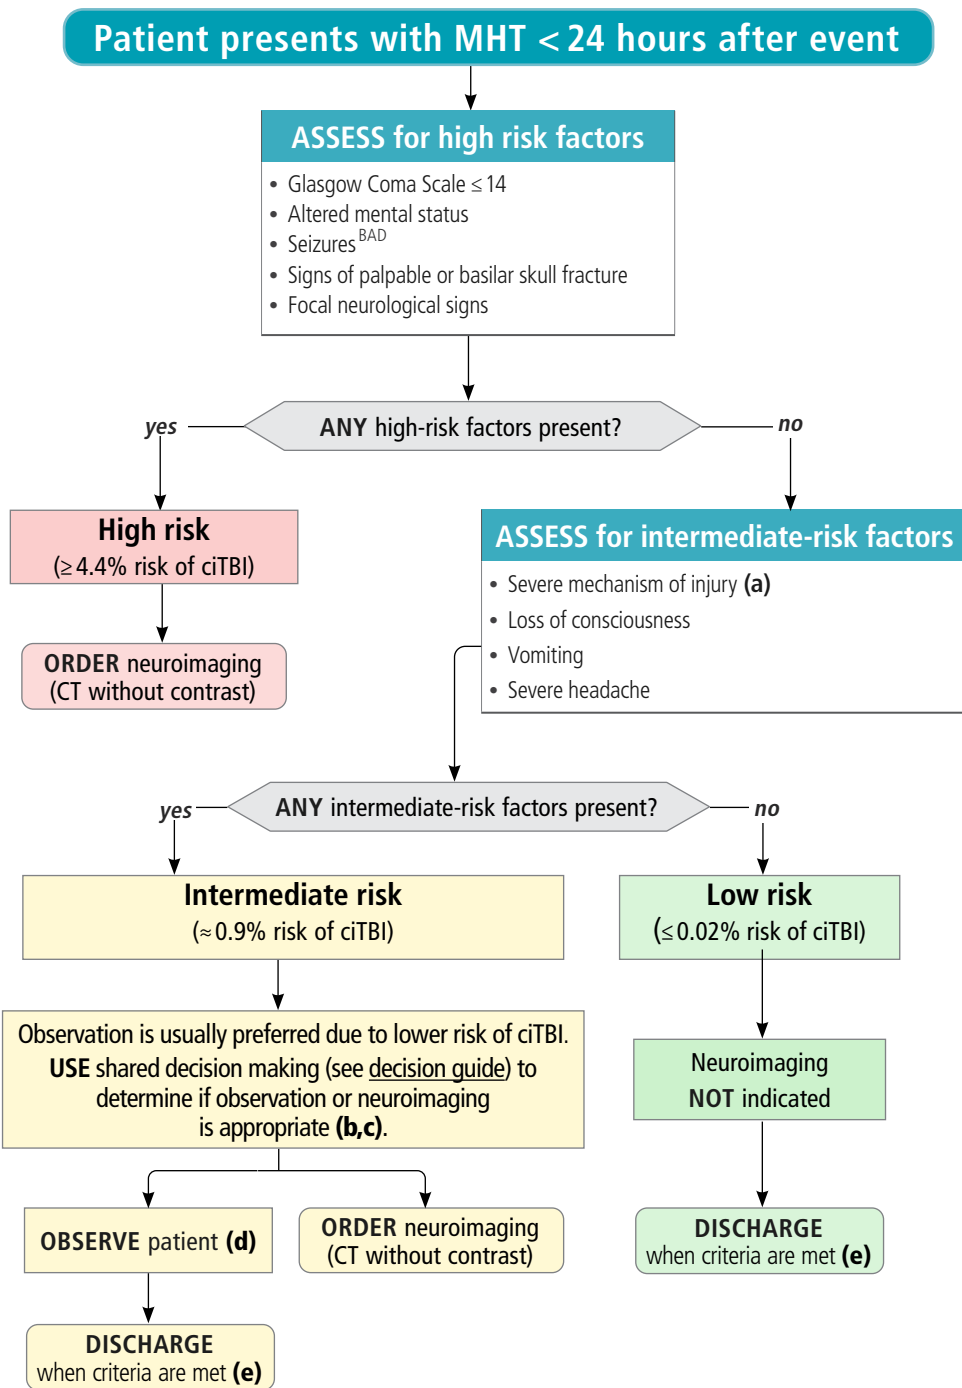 Patient presents with MHT < 24 hours after event
ASSESS for high risk factors
• Glasgow Coma Scale ≤ 14
• Altered mental status
• Seizures BAD
• Signs of palpable or basilar skull fracture
• Focal neurological signs
yes
ANY high-risk factors present?
no
High risk
(≥ 4.4% risk of ciTBI)
ORDER neuroimaging
(CT without contrast)
ASSESS for intermediate-risk factors
• Severe mechanism of injury (a)
• Loss of consciousness
• Vomiting
• Severe headache
yes
ANY intermediate-risk factors present?
no
Intermediate risk
(≈ 0.9% risk of ciTBI)
Low risk
(≤ 0.02% risk of ciTBI)
Observation is usually preferred due to lower risk of ciTBI.
USE shared decision making (see decision guide) to
determine if observation or neuroimaging
is appropriate (b,c).
Neuroimaging
NOT indicated
OBSERVE patient (d)
ORDER neuroimaging
(CT without contrast)
DISCHARGE
when criteria are met (e)
DISCHARGE
when criteria are met (e)